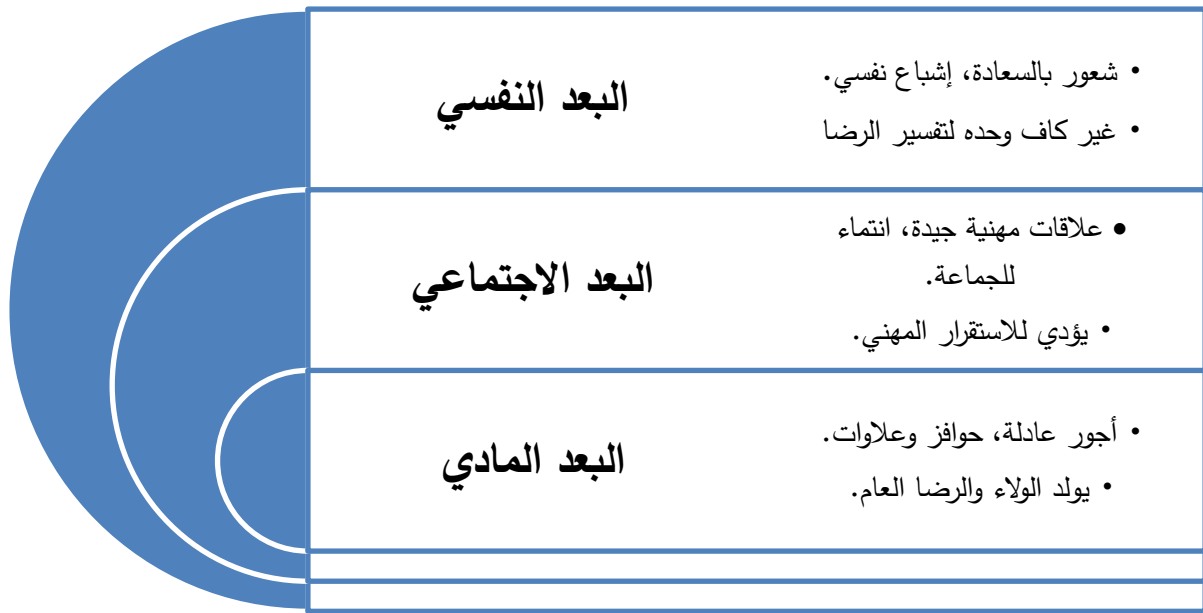 البعد النفسي
• شعور بالسعادة، إشباع نفسي.
• غير كاف وحده لتفسير الرضا
البعد الاجتماعي
• علاقات مهنية جيدة، انتماء
للجماعة.
• يؤدي للاستقرار المهني.
البعد المادي
• أجور عادلة، حوافز وعلاوات.
• يولد الولاء والرضا العام.